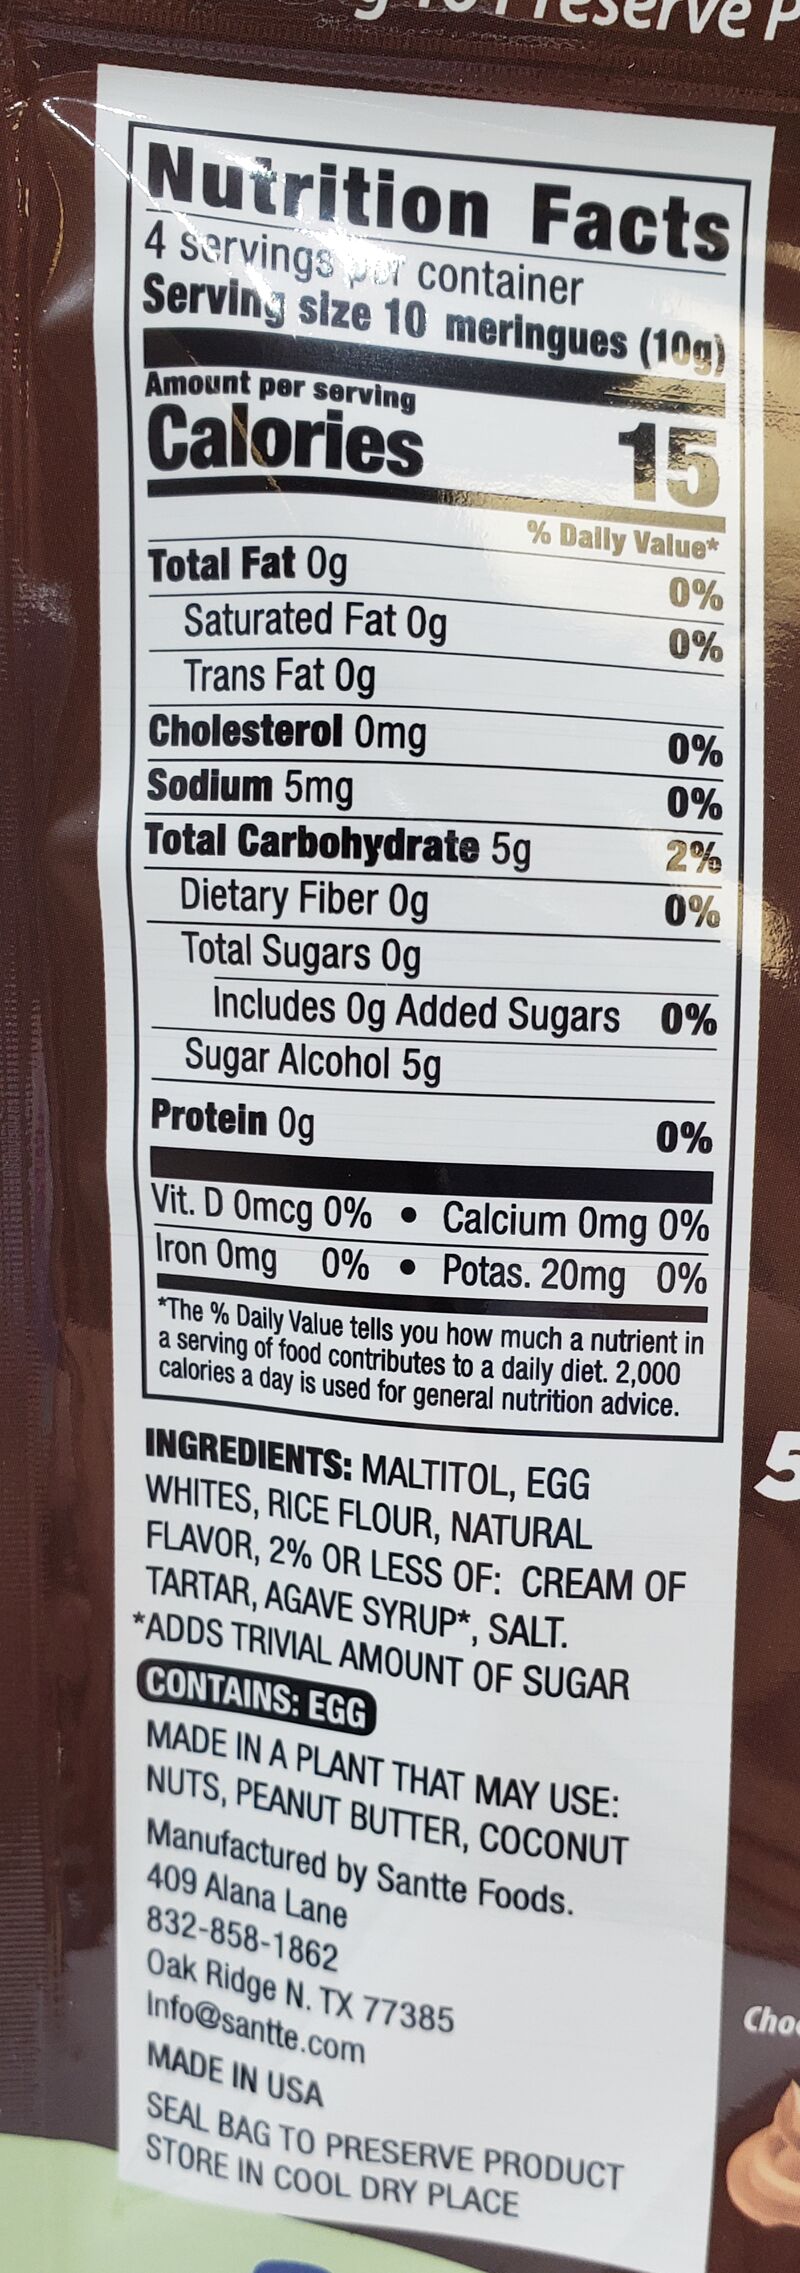 Preserve P
Nutrition Facts
4 servings per container
Serving size 10 meringues (10g)
Amount per serving
Calories 15
% Daily Value*
Total Fat 0g 0%
Saturated Fat 0g 0%
Trans Fat 0g
Cholesterol 0mg 0%
Sodium 5mg 0%
Total Carbohydrate 5g 2%
Dietary Fiber 0g 0%
Total Sugars 0g
Includes 0g Added Sugars 0%
Sugar Alcohol 5g
Protein 0g 0%
Vit. D 0mcg 0% • Calcium 0mg 0%
Iron 0mg 0% • Potas. 20mg 0%
*The % Daily Value tells you how much a nutrient in
a serving of food contributes to a daily diet. 2,000
calories a day is used for general nutrition advice.
INGREDIENTS: MALTITOL, EGG
WHITES, RICE FLOUR, NATURAL
FLAVOR, 2% OR LESS OF: CREAM OF
TARTAR, AGAVE SYRUP*, SALT.
*ADDS TRIVIAL AMOUNT OF SUGAR
CONTAINS: EGG
MADE IN A PLANT THAT MAY USE:
NUTS, PEANUT BUTTER, COCONUT
Manufactured by Santte Foods.
409 Alana Lane
832-858-1862
Oak Ridge N. TX 77385
Info@santte.com
MADE IN USA
SEAL BAG TO PRESERVE PRODUCT
STORE IN COOL DRY PLACE
5
Cho